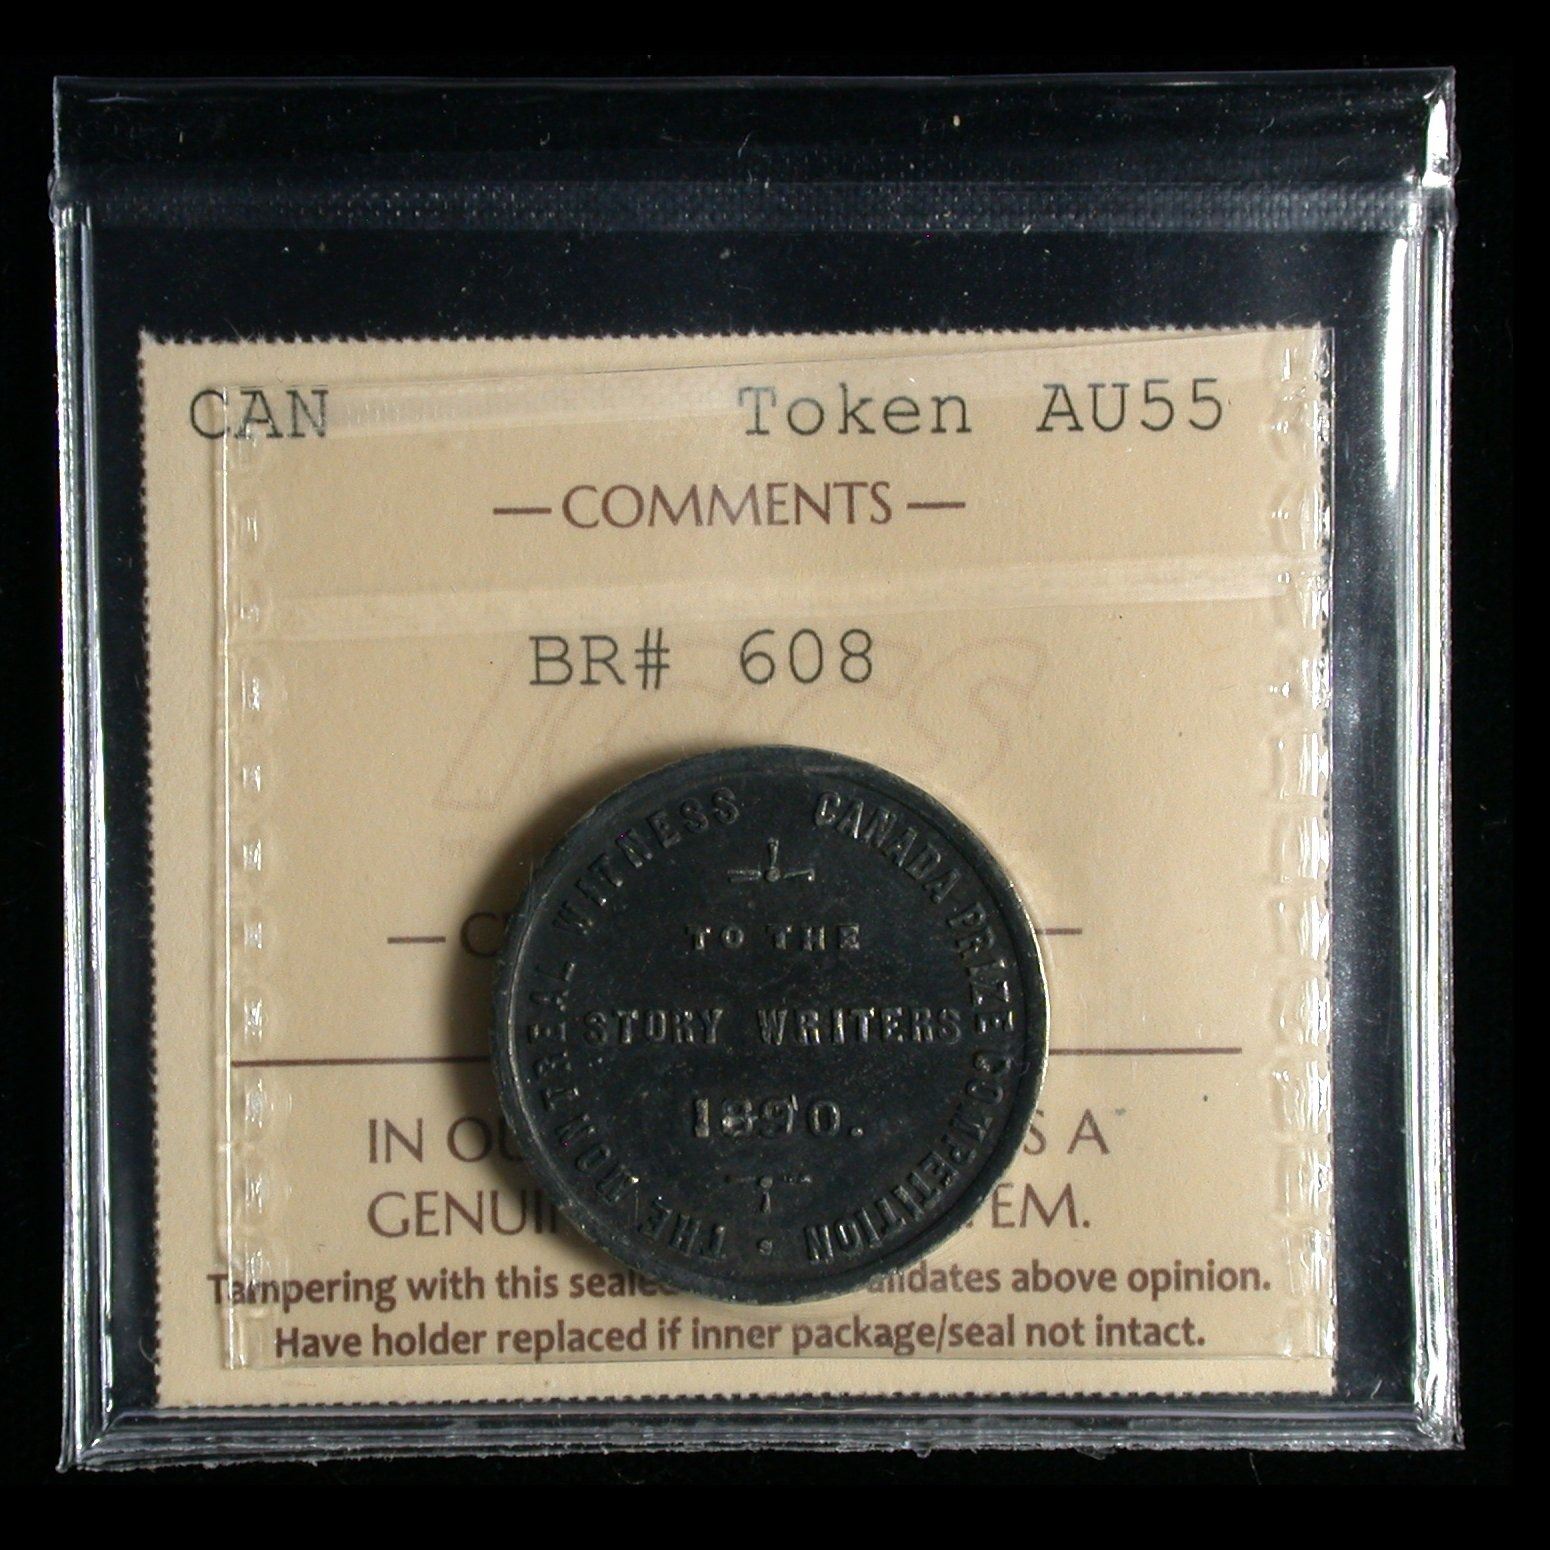 CAN Token AU55
—COMMENTS—
BR# 608
ICCS
THE MONTREAL WITNESS CANADA PRIZE COMPETITION
TO THE
STORY WRITERS
1890.
IN A
GENUI EM.
Tampering with this seale alidates above opinion.
Have holder replaced if inner package/seal not intact.